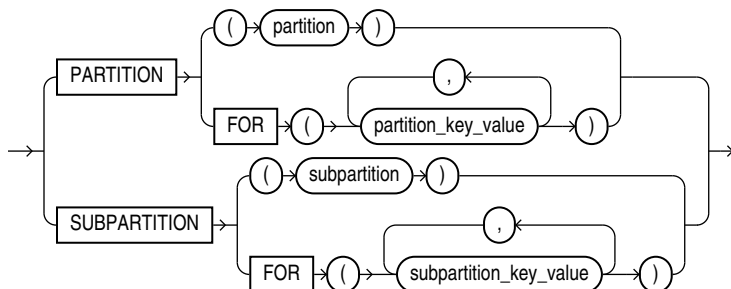 ( partition )
,
PARTITION
FOR ( partition_key_value )
( subpartition )
,
SUBPARTITION
FOR ( subpartition_key_value )